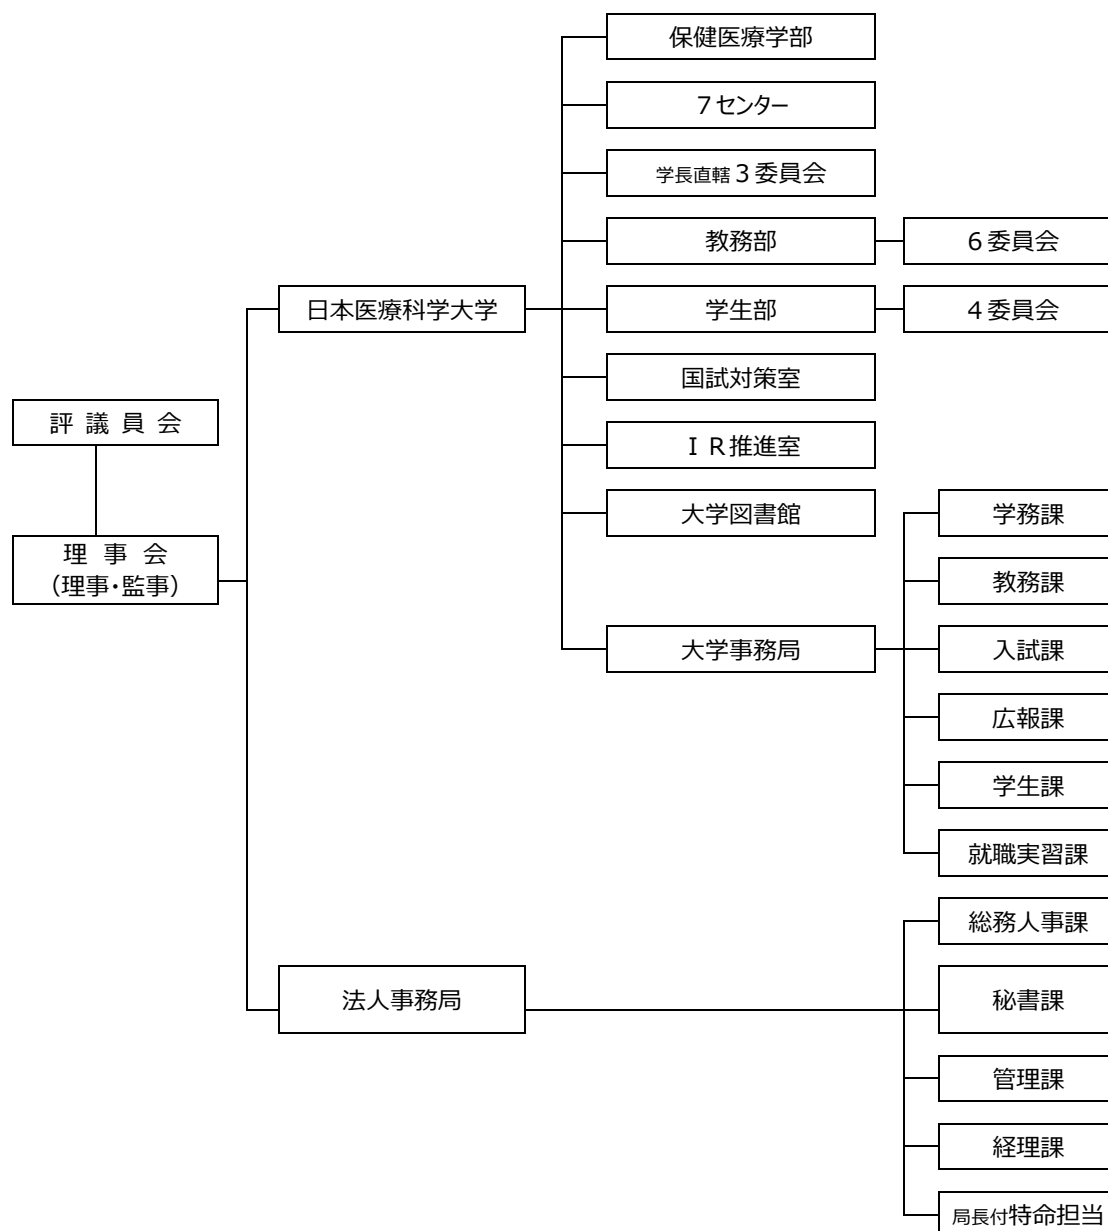 保健医療学部
７センター
学長直轄３委員会
教務部
６委員会
日本医療科学大学
学生部
４委員会
国試対策室
評 議 員 会
ＩＲ推進室
大学図書館
学務課
理 事 会
（理事・監事）
教務課
大学事務局
入試課
広報課
学生課
就職実習課
総務人事課
法人事務局
秘書課
管理課
経理課
局長付特命担当